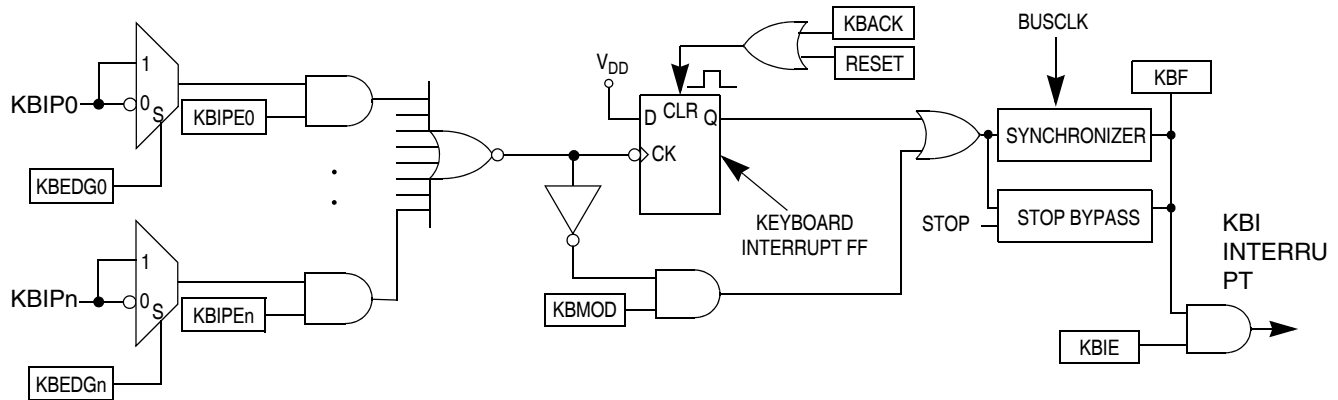 KBIP0
1
0
S
KBIPE0
KBEDG0
KBIPn
1
0
S
KBIPEn
KBEDGn
VDD
D
CLR
Q
CK
KBACK
RESET
KEYBOARD
INTERRUPT FF
KBMOD
BUSCLK
SYNCHRONIZER
STOP
STOP BYPASS
KBF
KBIE
KBI
INTERRU
PT